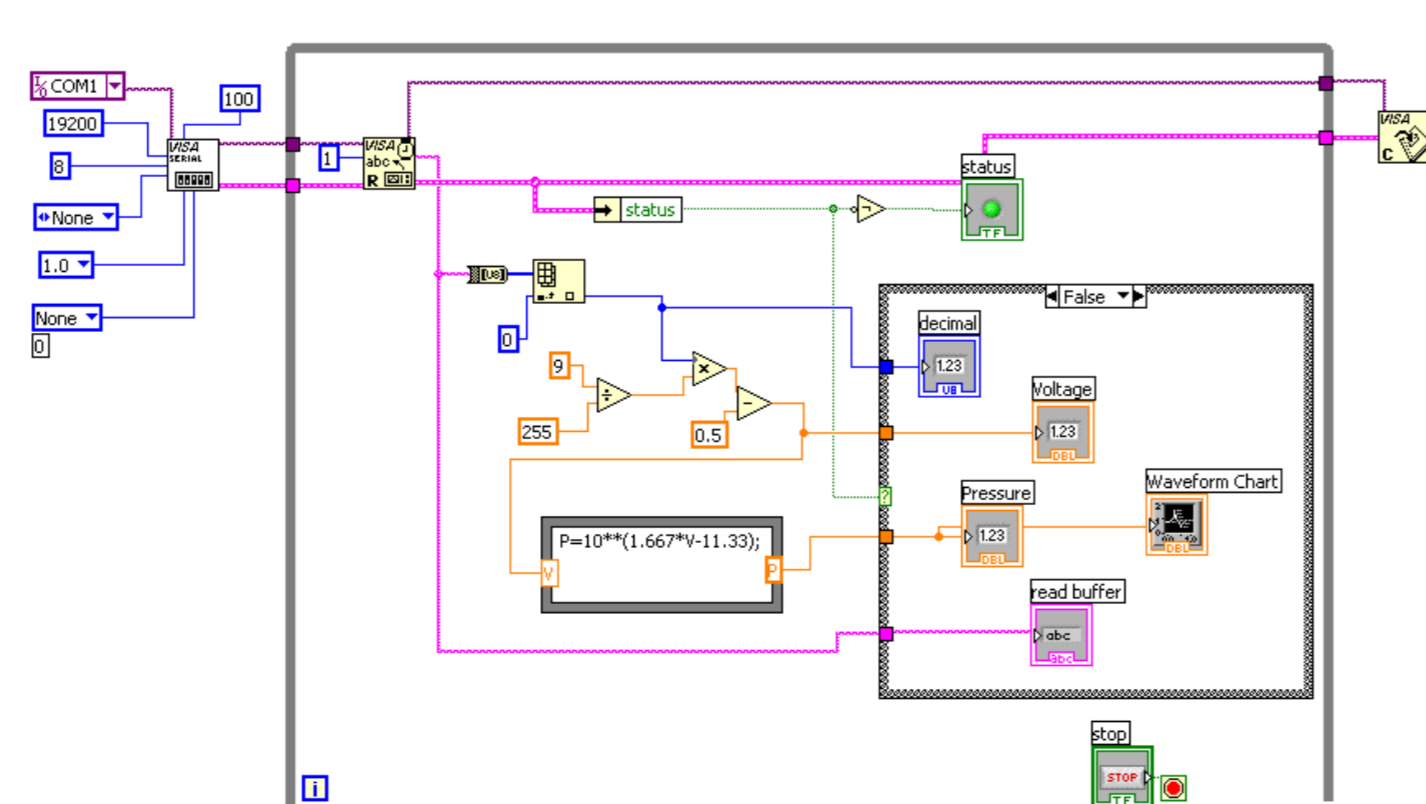 I/O COM1
100
19200
VISA
SERIAL
8
None
1.0
None
0
1
VISA
abc
R
status
status
TF
VISA
C
[U8]
0
9
255
×
÷
-
0.5
False
decimal
1.23
U8
Voltage
1.23
DBL
?
P=10**(1.667*V-11.33);
V
P
Pressure
1.23
DBL
Waveform Chart
DBL
read buffer
abc
abc
stop
STOP
TF
i